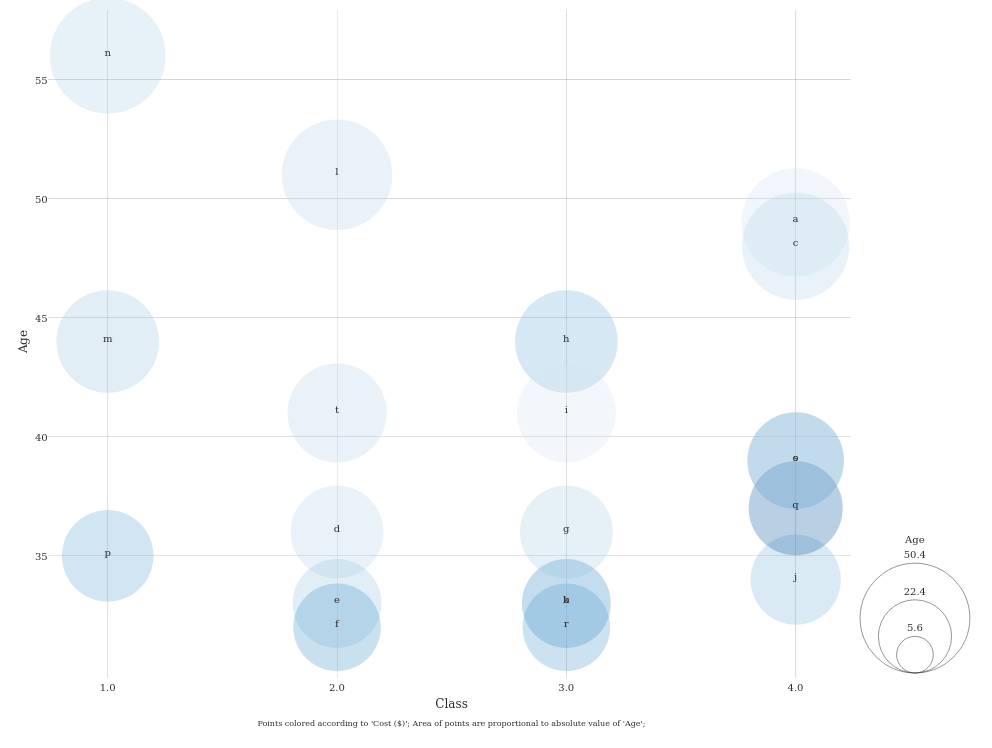 n
55
l
50
a
c
45
m
h
Age
t
i
40
q
d
g
p
35
j
e
f
r
Age
50.4
22.4
5.6
1.0
2.0
3.0
4.0
Class
Points colored according to 'Cost ($)'; Area of points are proportional to absolute value of 'Age';